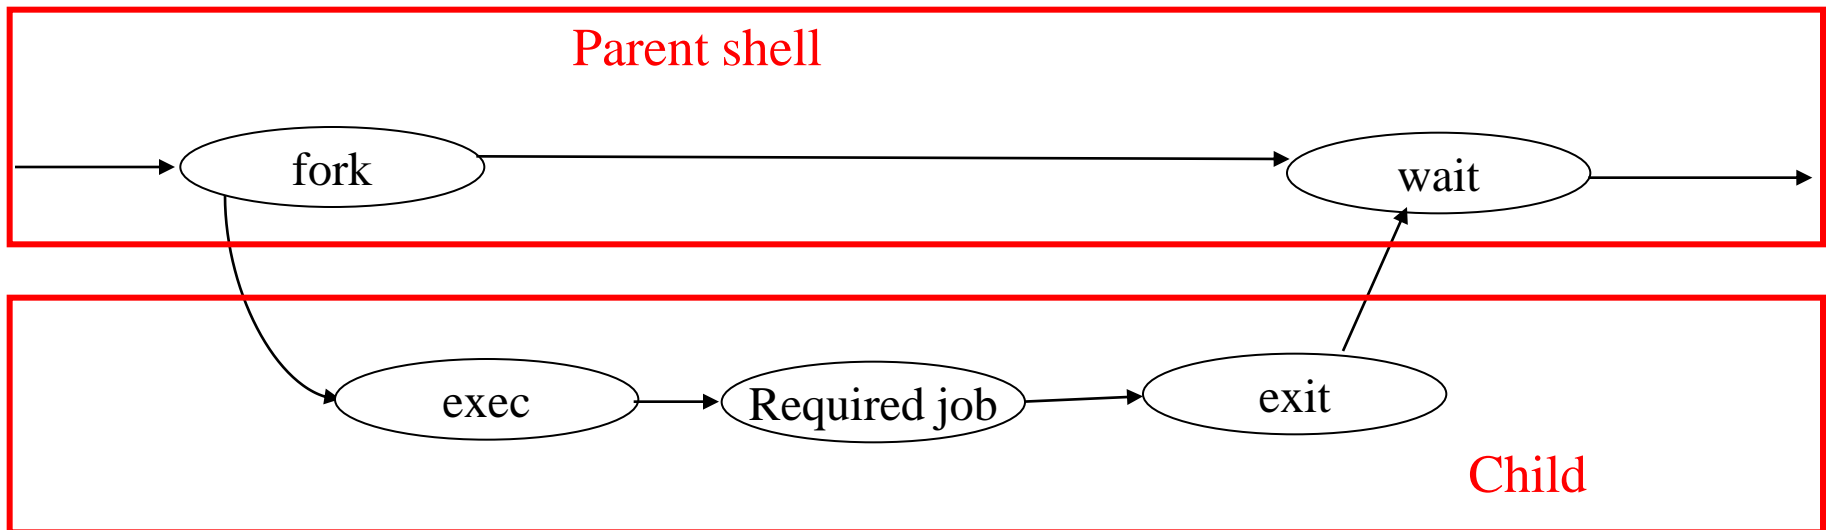 Parent shell
fork
wait
exec
Required job
exit
Child